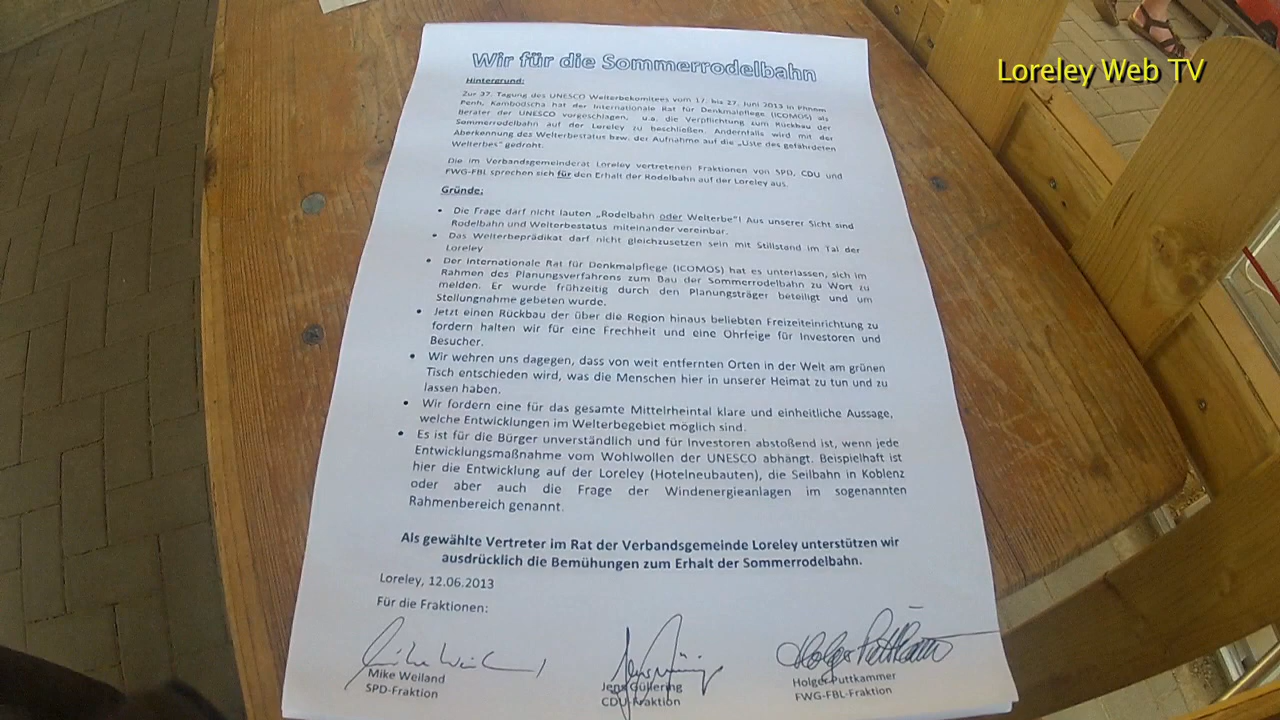 Loreley Web TV
Wir für die Sommerrodelbahn
Hintergrund:
Zur 37. Tagung des UNESCO Welterbekomitees vom 17. bis 27. Juni 2013 in Phnom
Penh, Kambodscha hat der Internationale Rat für Denkmalpflege (ICOMOS) als
Berater der UNESCO vorgeschlagen, u.a. die Verpflichtung zum Rückbau der
Sommerrodelbahn auf der Loreley zu beschließen. Andernfalls wird mit der
Aberkennung des Welterbestatus bzw. der Aufnahme auf die „Liste des gefährdeten
Welterbes" gedroht.
Die im Verbandsgemeinderat Loreley vertretenen Fraktionen von SPD, CDU und
FWG-FBL sprechen sich für den Erhalt der Rodelbahn auf der Loreley aus.
Gründe:
• Die Frage darf nicht lauten „Rodelbahn oder Welterbe"! Aus unserer Sicht sind
Rodelbahn und Welterbestatus miteinander vereinbar.
• Das Welterbeprädikat darf nicht gleichzusetzen sein mit Stillstand im Tal der
Loreley
• Der Internationale Rat für Denkmalpflege (ICOMOS) hat es unterlassen, sich im
Rahmen des Planungsverfahrens zum Bau der Sommerrodelbahn zu Wort zu
melden. Er wurde frühzeitig durch den Planungsträger beteiligt und um
Stellungnahme gebeten wurde.
• Jetzt einen Rückbau der über die Region hinaus beliebten Freizeiteinrichtung zu
fordern halten wir für eine Frechheit und eine Ohrfeige für Investoren und
Besucher.
• Wir wehren uns dagegen, dass von weit entfernten Orten in der Welt am grünen
Tisch entschieden wird, was die Menschen hier in unserer Heimat zu tun und zu
lassen haben.
• Wir fordern eine für das gesamte Mittelrheintal klare und einheitliche Aussage,
welche Entwicklungen im Welterbegebiet möglich sind.
• Es ist für die Bürger unverständlich und für Investoren abstoßend ist, wenn jede
Entwicklungsmaßnahme vom Wohlwollen der UNESCO abhängt. Beispielhaft ist
hier die Entwicklung auf der Loreley (Hotelneubauten), die Seilbahn in Koblenz
oder aber auch die Frage der Windenergieanlagen im sogenannten
Rahmenbereich genannt.
Als gewählte Vertreter im Rat der Verbandsgemeinde Loreley unterstützen wir
ausdrücklich die Bemühungen zum Erhalt der Sommerrodelbahn.
Loreley, 12.06.2013
Für die Fraktionen:
Holger Puttkammer
Mike Weiland
SPD-Fraktion
Jens Güllering
CDU-Fraktion
Holger Puttkammer
FWG-FBL-Fraktion